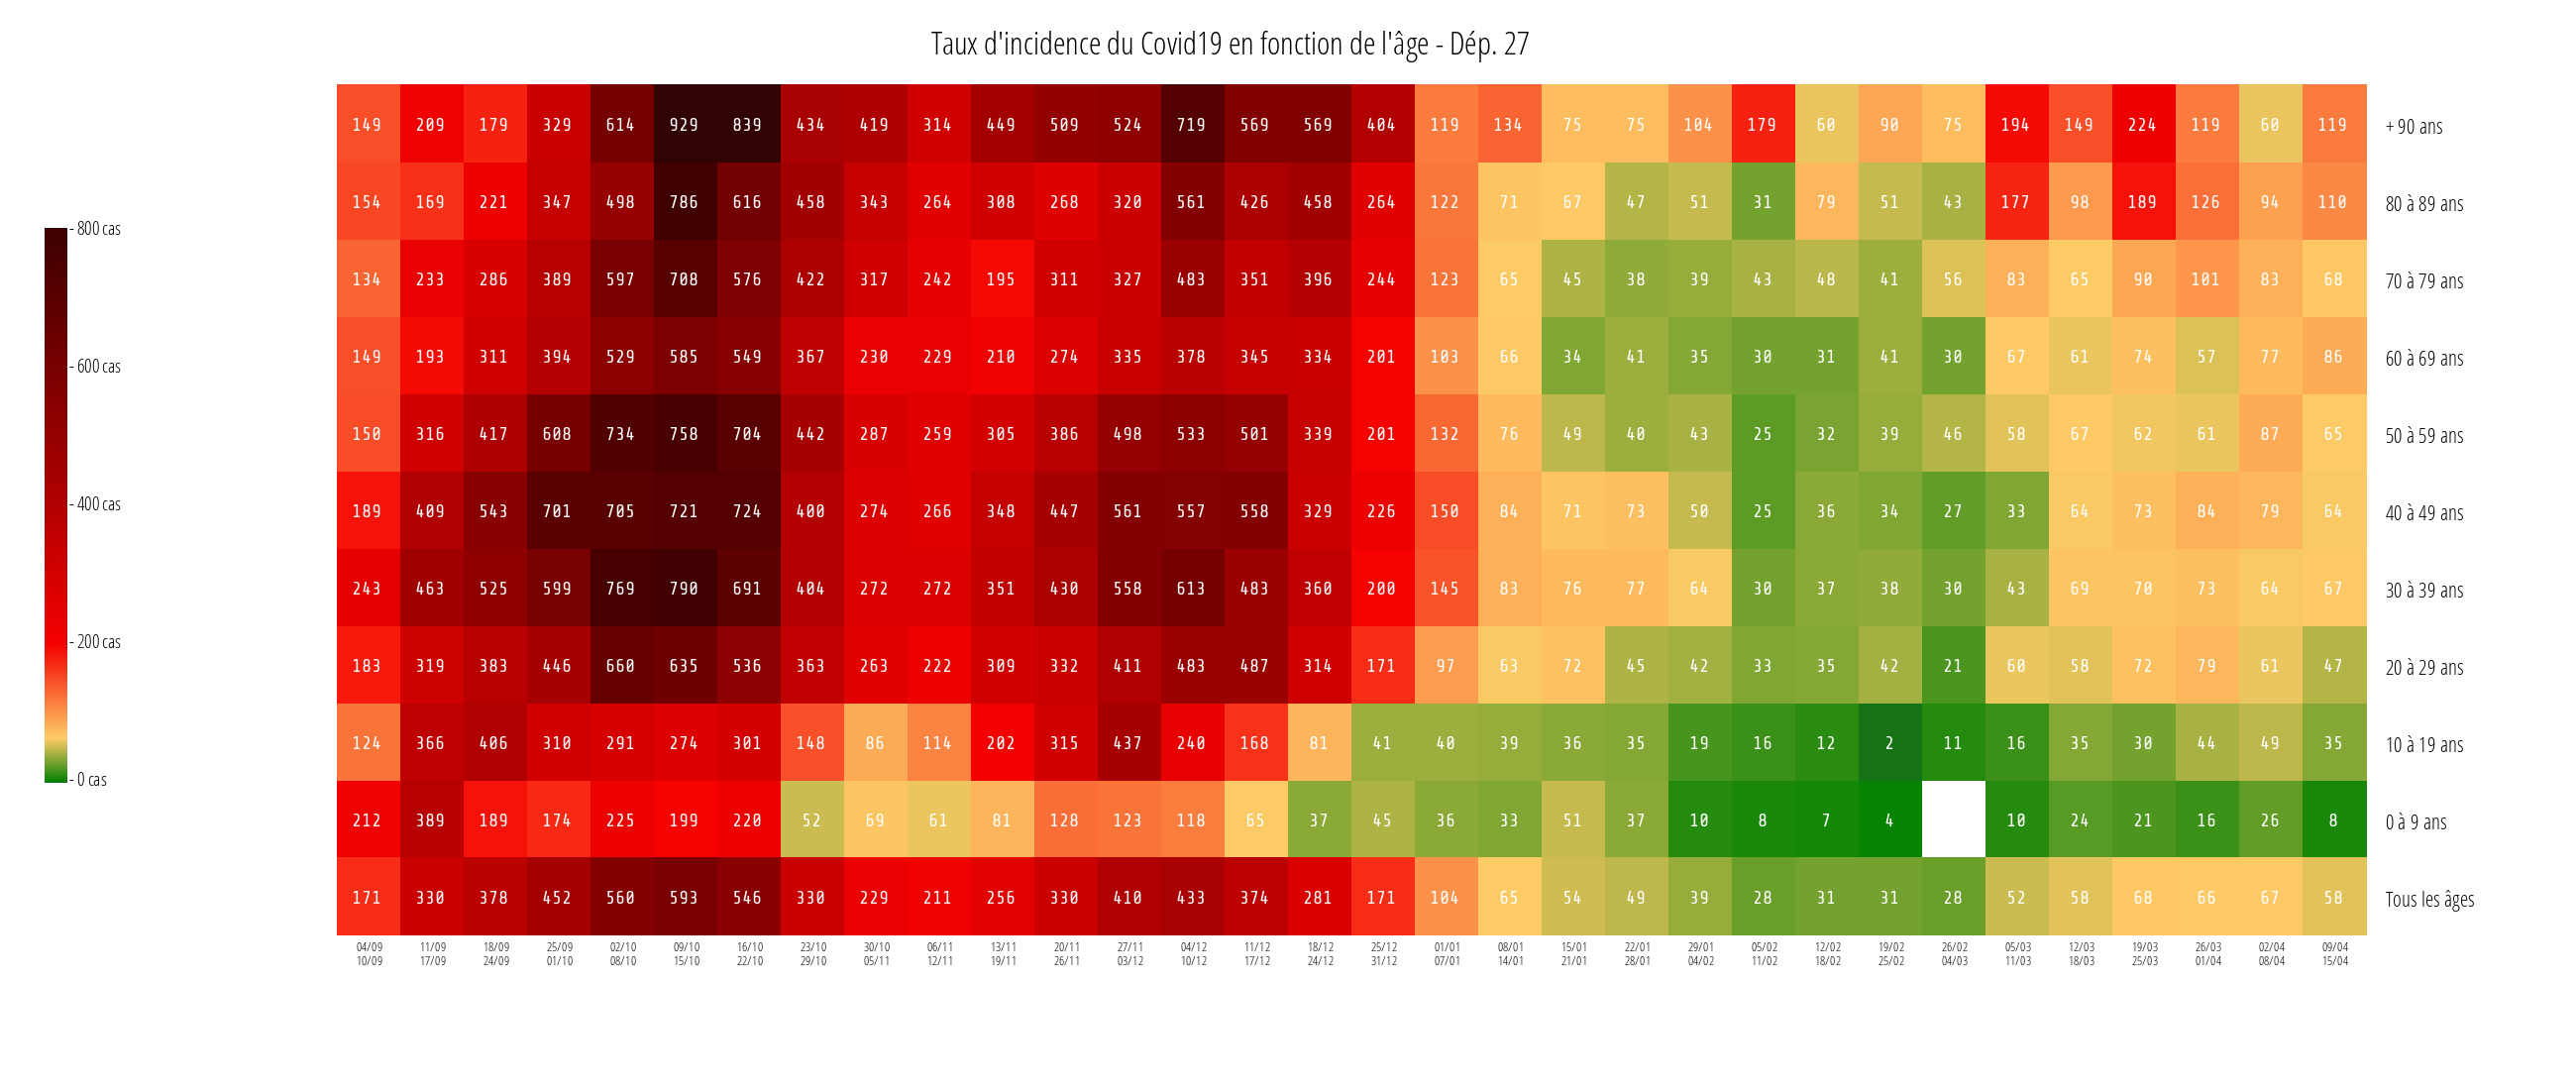 Taux d'incidence du Covid19 en fonction de l'âge - Dép. 27
- 800 cas
- 600 cas
- 400 cas
- 200 cas
- 0 cas
149 209 179 329 614 929 839 434 419 314 449 509 524 719 569 569 404 119 134 75 75 104 179 60 90 75 194 149 224 119 60 119 + 90 ans
154 169 221 347 498 786 616 458 343 264 308 268 320 561 426 458 264 122 71 67 47 51 31 79 51 43 177 98 189 126 94 110 80 à 89 ans
134 233 286 389 597 708 576 422 317 242 195 311 327 483 351 396 244 123 65 45 38 39 43 48 41 56 83 65 90 101 83 68 70 à 79 ans
149 193 311 394 529 585 549 367 230 229 210 274 335 378 345 334 201 103 66 34 41 35 30 31 41 30 67 61 74 57 77 86 60 à 69 ans
150 316 417 608 734 758 704 442 287 259 305 386 498 533 501 339 201 132 76 49 40 43 25 32 39 46 58 67 62 61 87 65 50 à 59 ans
189 409 543 701 705 721 724 400 274 266 348 447 561 557 558 329 226 150 84 71 73 50 25 36 34 27 33 64 73 84 79 64 40 à 49 ans
243 463 525 599 769 790 691 404 272 272 351 430 558 613 483 360 200 145 83 76 77 64 30 37 38 30 43 69 70 73 64 67 30 à 39 ans
183 319 383 446 660 635 536 363 263 222 309 332 411 483 487 314 171 97 63 72 45 42 33 35 42 21 60 58 72 79 61 47 20 à 29 ans
124 366 406 310 291 274 301 148 86 114 202 315 437 240 168 81 41 40 39 36 35 19 16 12 2 11 16 35 30 44 49 35 10 à 19 ans
212 389 189 174 225 199 220 52 69 61 81 128 123 118 65 37 45 36 33 51 37 10 8 7 4 10 24 21 16 26 8 0 à 9 ans
171 330 378 452 560 593 546 330 229 211 256 330 410 433 374 281 171 104 65 54 49 39 28 31 31 28 52 58 68 66 67 58 Tous les âges
04/09 11/09 18/09 25/09 02/10 09/10 16/10 23/10 30/10 06/11 13/11 20/11 27/11 04/12 11/12 18/12 25/12 01/01 08/01 15/01 22/01 29/01 05/02 12/02 19/02 26/02 05/03 12/03 19/03 26/03 02/04 09/04
10/09 17/09 24/09 01/10 08/10 15/10 22/10 29/10 05/11 12/11 19/11 26/11 03/12 10/12 17/12 24/12 31/12 07/01 14/01 21/01 28/01 04/02 11/02 18/02 25/02 04/03 11/03 18/03 25/03 01/04 08/04 15/04